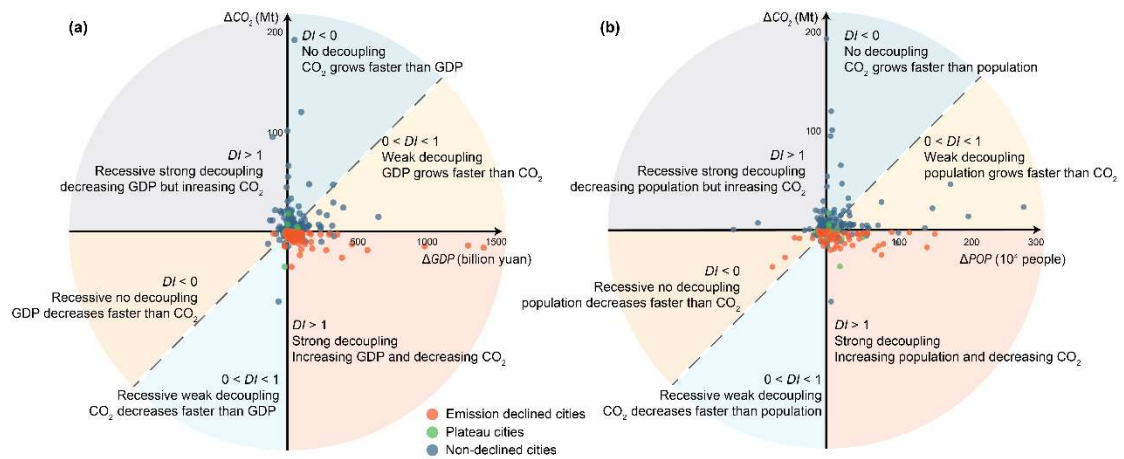 (a)
ΔCO₂ (Mt)
200
DI < 0
No decoupling
CO₂ grows faster than GDP
100
0 < DI < 1
Weak decoupling
GDP grows faster than CO₂
DI > 1
Recessive strong decoupling
decreasing GDP but inreasing CO₂
500
1000
1500
ΔGDP (billion yuan)
DI < 0
Recessive no decoupling
GDP decreases faster than CO₂
DI > 1
Strong decoupling
Increasing GDP and decreasing CO₂
0 < DI < 1
Recessive weak decoupling
CO₂ decreases faster than GDP
(b)
ΔCO₂ (Mt)
200
DI < 0
No decoupling
CO₂ grows faster than population
100
0 < DI < 1
Weak decoupling
population grows faster than CO₂
DI > 1
Recessive strong decoupling
decreasing population but inreasing CO₂
100
200
300
ΔPOP (10⁴ people)
DI < 0
Recessive no decoupling
population decreases faster than CO₂
DI > 1
Strong decoupling
Increasing population and decreasing CO₂
0 < DI < 1
Recessive weak decoupling
CO₂ decreases faster than population
Emission declined cities
Plateau cities
Non-declined cities